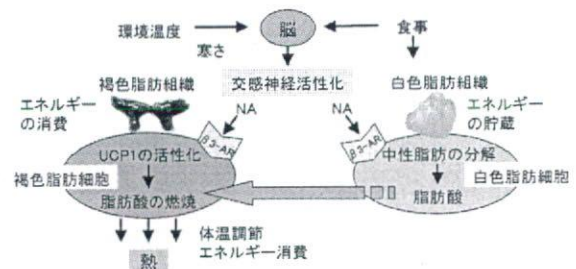 環境温度
脳
食事
寒さ
交感神経活性化
褐色脂肪組織
白色脂肪組織
エネルギー
の消費
NA
NA
エネルギー
の貯蔵
β3-AR
β3-AR
UCP1の活性化
中性脂肪の分解
褐色脂肪細胞
白色脂肪細胞
脂肪酸の燃焼
脂肪酸
体温調節
エネルギー消費
熱